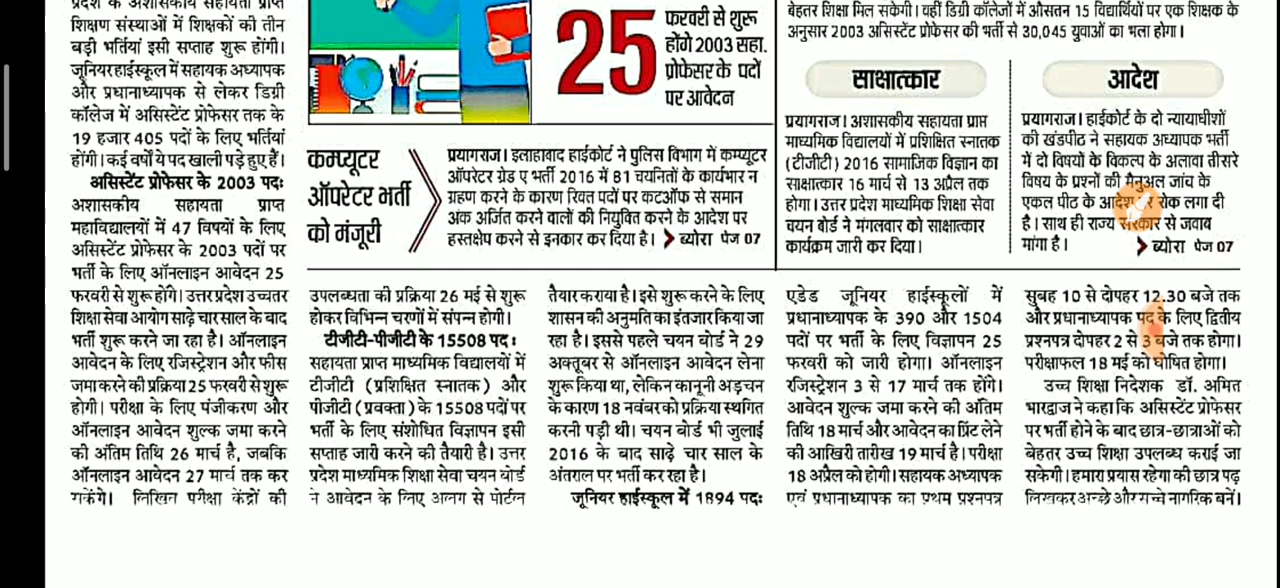 प्रदेश के अशासकीय सहायता प्राप्त
शिक्षण संस्थाओं में शिक्षकों की तीन
बड़ी भर्तियां इसी सप्ताह शुरू होंगी।
जूनियर हाईस्कूल में सहायक अध्यापक
और प्रधानाध्यापक से लेकर डिग्री
कॉलेज में असिस्टेंट प्रोफेसर तक के
19 हजार 405 पदों के लिए भर्तियां
होंगी। कई वर्षों ये पद खाली पड़े हुए हैं।
असिस्टेंट प्रोफेसर के 2003 पदः
अशासकीय सहायता प्राप्त
महाविद्यालयों में 47 विषयों के लिए
असिस्टेंट प्रोफेसर के 2003 पदों पर
भर्ती के लिए ऑनलाइन आवेदन 25
फरवरी से शुरू होंगे। उत्तर प्रदेश उच्चतर
शिक्षा सेवा आयोग साढ़े चार साल के बाद
भर्ती शुरू करने जा रहा है। ऑनलाइन
आवेदन के लिए रजिस्ट्रेशन और फीस
जमा करने की प्रक्रिया 25 फरवरी से शुरू
होगी। परीक्षा के लिए पंजीकरण और
ऑनलाइन आवेदन शुल्क जमा करने
की अंतिम तिथि 26 मार्च है, जबकि
ऑनलाइन आवेदन 27 मार्च तक कर
सकेंगे। लिखित परीक्षा केंद्रों की
25
फरवरी से शुरू
होंगे 2003 सहा.
प्रोफेसर के पदों
पर आवेदन
बेहतर शिक्षा मिल सकेगी। वहीं डिग्री कॉलेजों में औसतन 15 विद्यार्थियों पर एक शिक्षक के
अनुसार 2003 असिस्टेंट प्रोफेसर की भर्ती से 30,045 युवाओं का भला होगा।
कम्प्यूटर
ऑपरेटर भर्ती
को मंजूरी
प्रयागराज। इलाहाबाद हाईकोर्ट ने पुलिस विभाग में कम्प्यूटर
ऑपरेटर ग्रेड ए भर्ती 2016 में 81 चयनितों के कार्यभार न
ग्रहण करने के कारण रिक्त पदों पर कटऑफ से समान
अंक अर्जित करने वालों की नियुक्ति करने के आदेश पर
हस्तक्षेप करने से इनकार कर दिया है। ब्योरा पेज 07
साक्षात्कार
प्रयागराज। अशासकीय सहायता प्राप्त
माध्यमिक विद्यालयों में प्रशिक्षित स्नातक
(टीजीटी) 2016 सामाजिक विज्ञान का
साक्षात्कार 16 मार्च से 13 अप्रैल तक
होगा। उत्तर प्रदेश माध्यमिक शिक्षा सेवा
चयन बोर्ड ने मंगलवार को साक्षात्कार
कार्यक्रम जारी कर दिया।
आदेश
प्रयागराज। हाईकोर्ट के दो न्यायाधीशों
की खंडपीठ ने सहायक अध्यापक भर्ती
में दो विषयों के विकल्प के अलावा तीसरे
विषय के प्रश्नों की मैनुअल जांच के
एकल पीठ के आदेश पर रोक लगा दी
है। साथ ही राज्य सरकार से जवाब
मांगा है। ब्योरा पेज 07
उपलब्धता की प्रक्रिया 26 मई से शुरू
होकर विभिन्न चरणों में संपन्न होगी।
टीजीटी-पीजीटी के 15508 पद :
सहायता प्राप्त माध्यमिक विद्यालयों में
टीजीटी (प्रशिक्षित स्नातक) और
पीजीटी (प्रवक्ता) के 15508 पदों पर
भर्ती के लिए संशोधित विज्ञापन इसी
सप्ताह जारी करने की तैयारी है। उत्तर
प्रदेश माध्यमिक शिक्षा सेवा चयन बोर्ड
ने आवेदन के लिए अलग से पोर्टल
तैयार कराया है। इसे शुरू करने के लिए
शासन की अनुमति का इंतजार किया जा
रहा है। इससे पहले चयन बोर्ड ने 29
अक्तूबर से ऑनलाइन आवेदन लेना
शुरू किया था, लेकिन कानूनी अड़चन
के कारण 18 नवंबर को प्रक्रिया स्थगित
करनी पड़ी थी। चयन बोर्ड भी जुलाई
2016 के बाद साढ़े चार साल के
अंतराल पर भर्ती कर रहा है।
जूनियर हाईस्कूल में 1894 पदः
एडेड जूनियर हाईस्कूलों में
प्रधानाध्यापक के 390 और 1504
पदों पर भर्ती के लिए विज्ञापन 25
फरवरी को जारी होगा। ऑनलाइन
रजिस्ट्रेशन 3 से 17 मार्च तक होंगे।
आवेदन शुल्क जमा करने की अंतिम
तिथि 18 मार्च और आवेदन का प्रिंट लेने
की आखिरी तारीख 19 मार्च है। परीक्षा
18 अप्रैल को होगी। सहायक अध्यापक
एवं प्रधानाध्यापक का प्रथम प्रश्नपत्र
सुबह 10 से दोपहर 12.30 बजे तक
और प्रधानाध्यापक पद के लिए द्वितीय
प्रश्नपत्र दोपहर 2 से 3 बजे तक होगा।
परीक्षाफल 18 मई को घोषित होगा।
उच्च शिक्षा निदेशक डॉ. अमित
भारद्वाज ने कहा कि असिस्टेंट प्रोफेसर
पर भर्ती होने के बाद छात्र-छात्राओं को
बेहतर उच्च शिक्षा उपलब्ध कराई जा
सकेगी। हमारा प्रयास रहेगा की छात्र पढ़
लिखकर अच्छे और सच्चे नागरिक बनें।